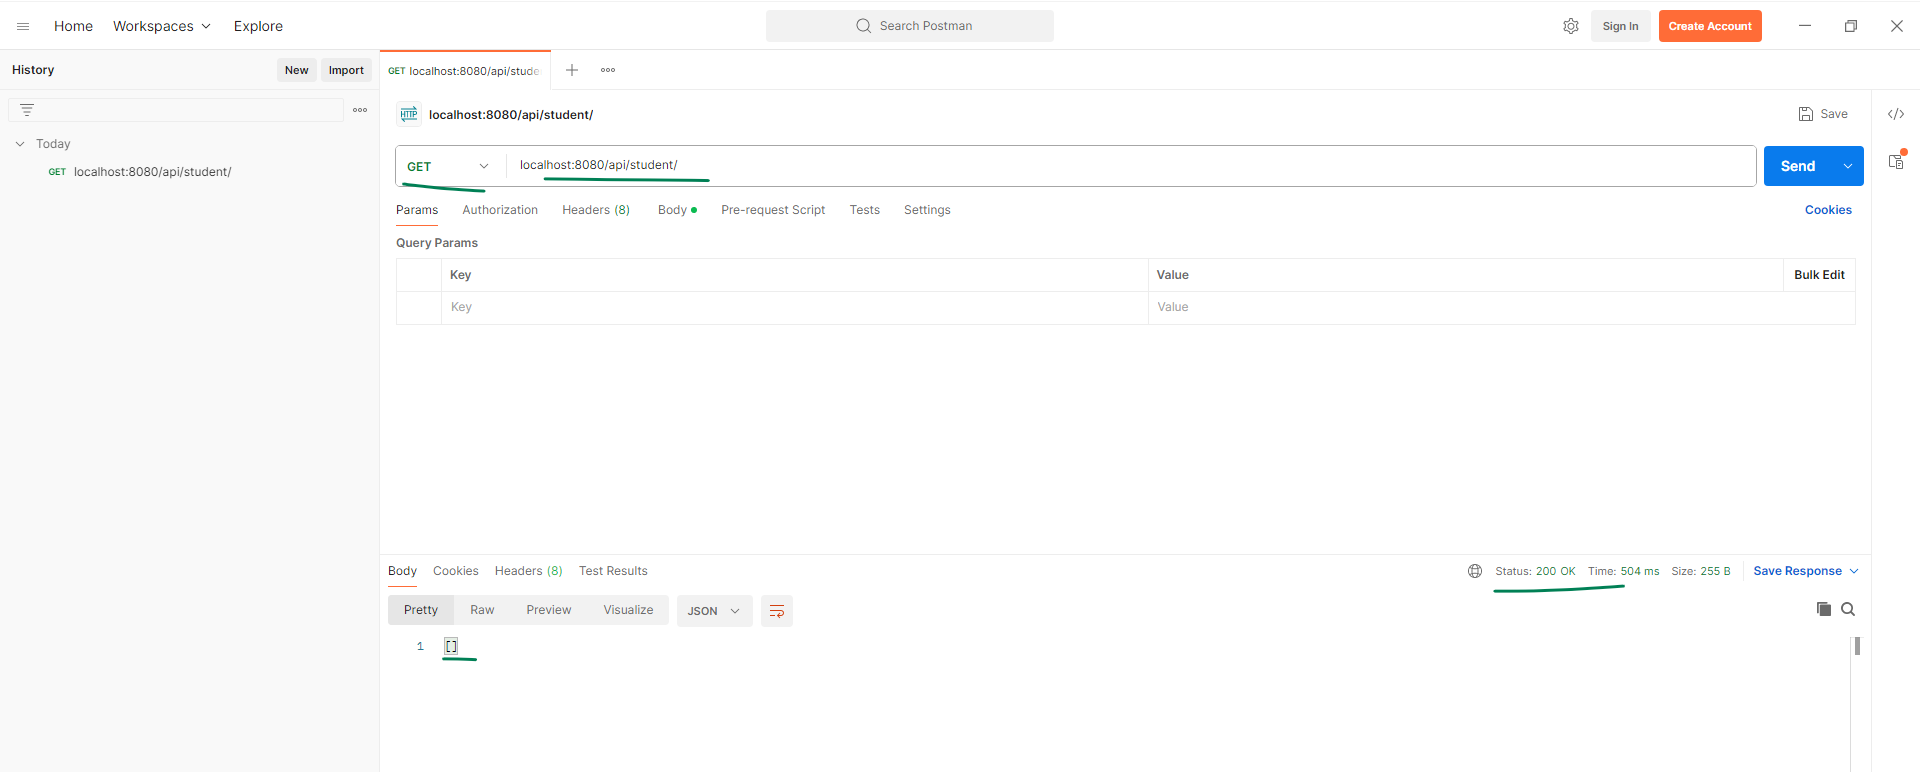 Home Workspaces Explore Search Postman Sign In Create Account
History New Import GET localhost:8080/api/stude
Today
GET localhost:8080/api/student/
HTTP localhost:8080/api/student/ Save
GET localhost:8080/api/student/ Send
Params Authorization Headers (8) Body Pre-request Script Tests Settings Cookies
Query Params
Key Value Bulk Edit
Key Value
Body Cookies Headers (8) Test Results Status: 200 OK Time: 504 ms Size: 255 B Save Response
Pretty Raw Preview Visualize JSON
1 []